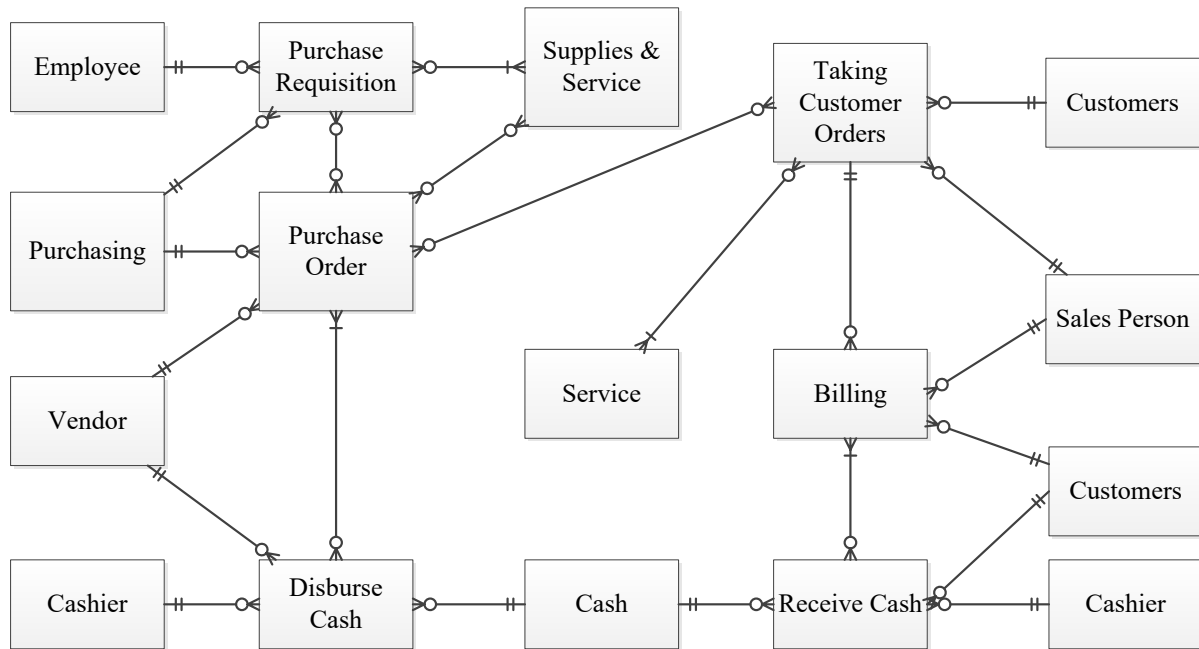 Employee
Purchase
Requisition
Supplies &
Service
Taking
Customer
Orders
Customers
Purchasing
Purchase
Order
Sales Person
Service
Billing
Vendor
Customers
Cashier
Disburse
Cash
Cash
Receive Cash
Cashier